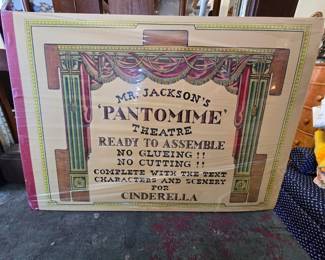 MR. JACKSON'S
'PANTOMIME'
THEATRE
READY TO ASSEMBLE
NO GLUEING !!
NO CUTTING !!
COMPLETE WITH THE TEXT
CHARACTERS AND SCENERY
FOR
CINDERELLA